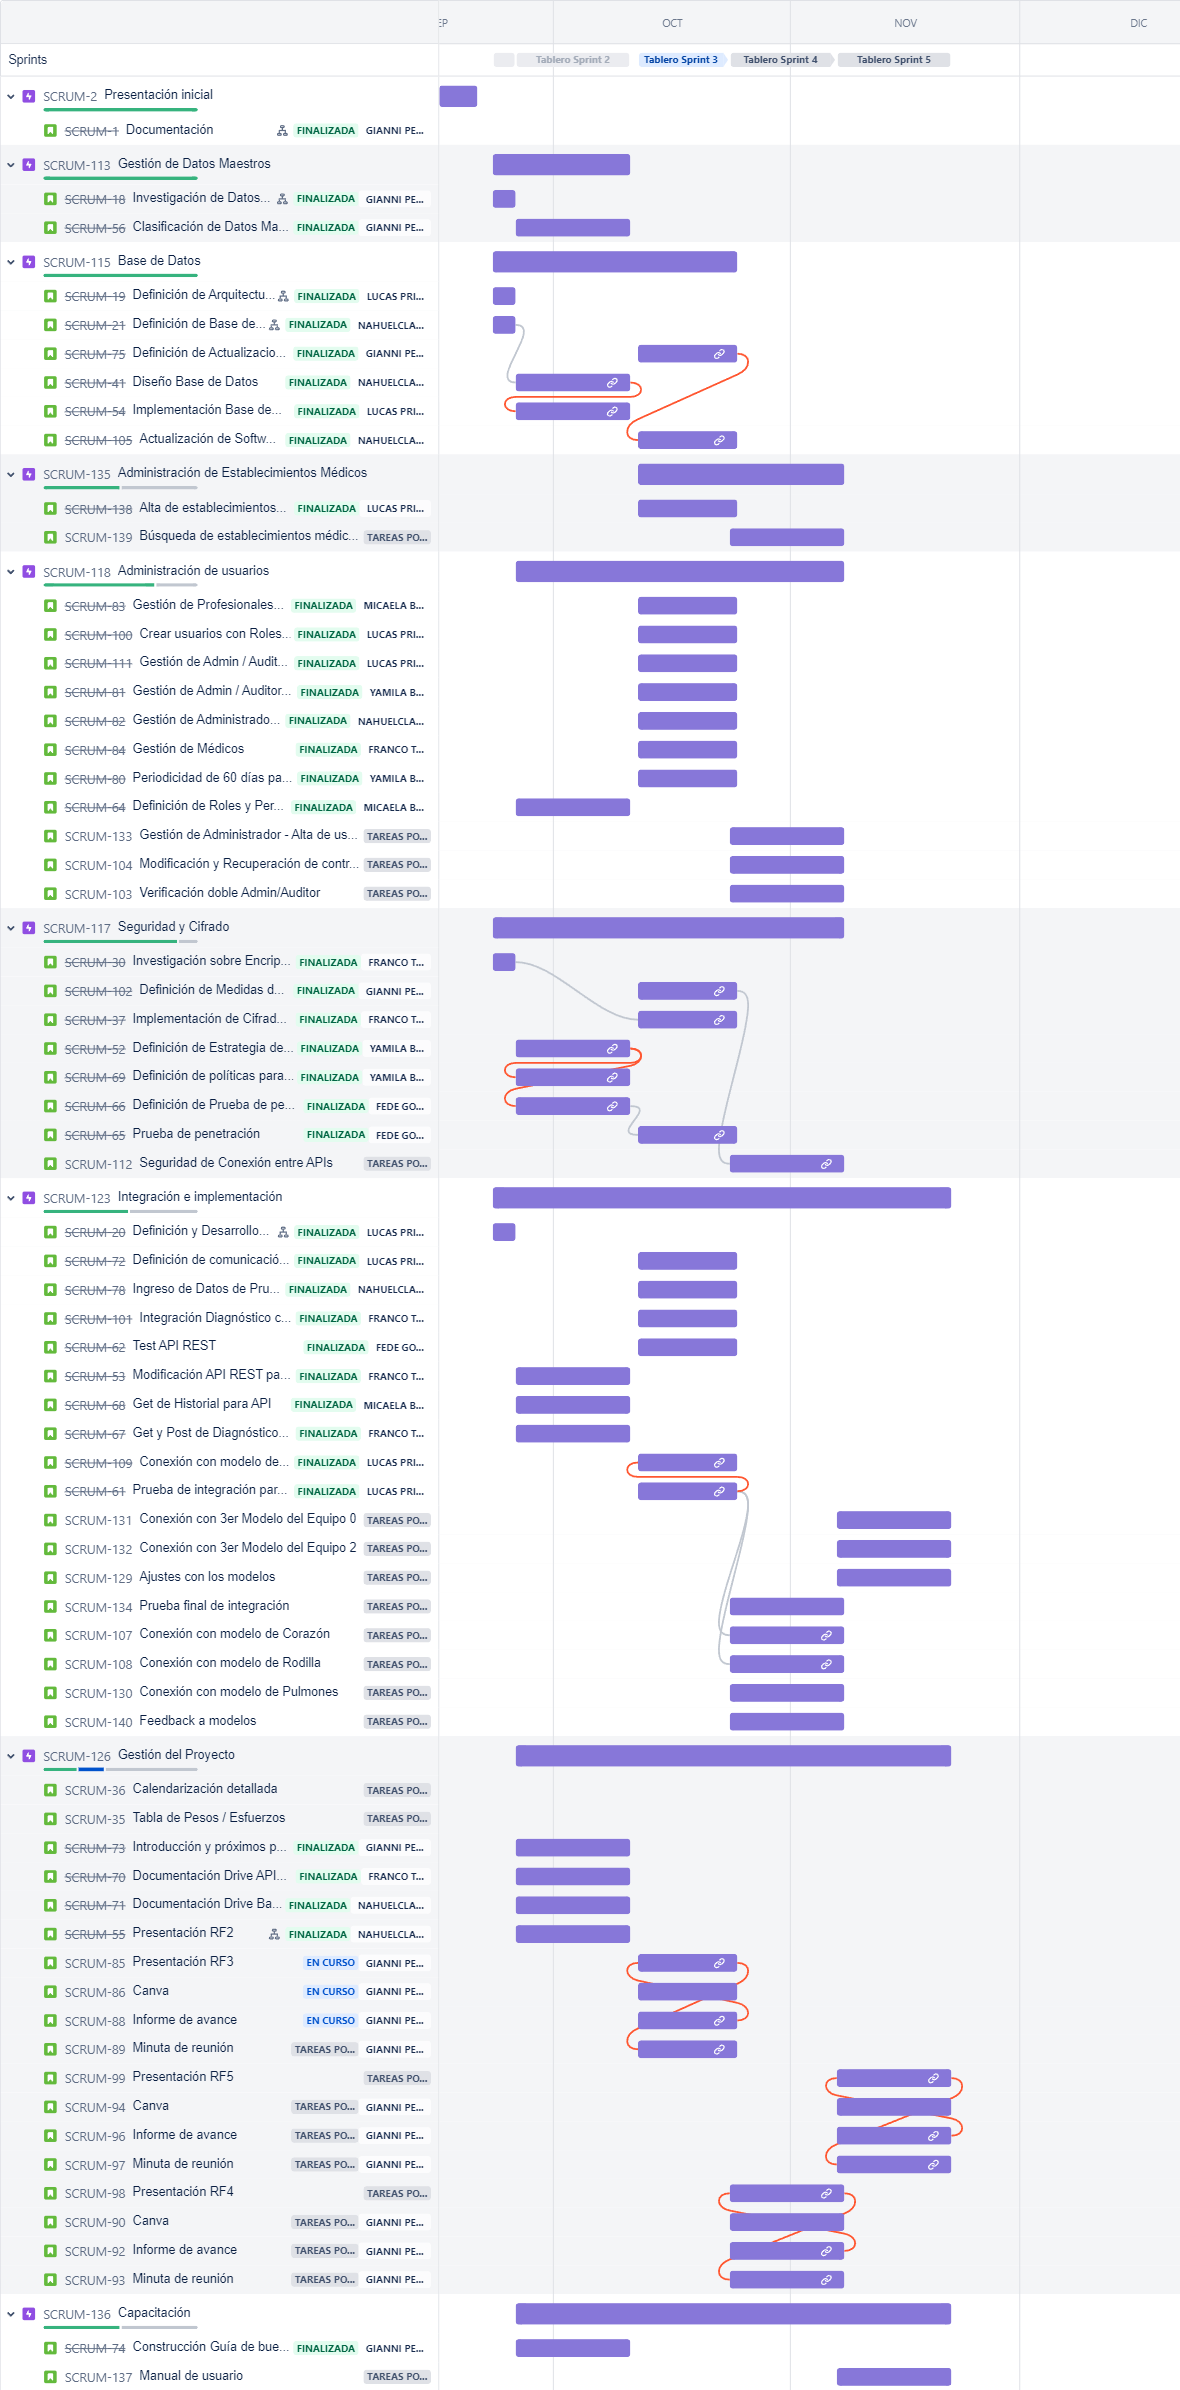 EP OCT NOV DIC
Sprints Tablero Sprint 2 Tablero Sprint 3 Tablero Sprint 4 Tablero Sprint 5
SCRUM-2 Presentación inicial
SCRUM-1 Documentación FINALIZADA GIANNI PE...
SCRUM-113 Gestión de Datos Maestros
SCRUM-18 Investigación de Datos... FINALIZADA GIANNI PE...
SCRUM-56 Clasificación de Datos Ma... FINALIZADA GIANNI PE...
SCRUM-115 Base de Datos
SCRUM-19 Definición de Arquitectu... FINALIZADA LUCAS PRI...
SCRUM-21 Definición de Base de... FINALIZADA NAHUELCLA...
SCRUM-75 Definición de Actualizacio... FINALIZADA GIANNI PE...
SCRUM-41 Diseño Base de Datos FINALIZADA NAHUELCLA...
SCRUM-54 Implementación Base de... FINALIZADA LUCAS PRI...
SCRUM-105 Actualización de Softw... FINALIZADA NAHUELCLA...
SCRUM-135 Administración de Establecimientos Médicos
SCRUM-138 Alta de establecimientos... FINALIZADA LUCAS PRI...
SCRUM-139 Búsqueda de establecimientos médic... TAREAS PO...
SCRUM-118 Administración de usuarios
SCRUM-83 Gestión de Profesionales... FINALIZADA MICAELA B...
SCRUM-100 Crear usuarios con Roles... FINALIZADA LUCAS PRI...
SCRUM-111 Gestión de Admin / Audit... FINALIZADA LUCAS PRI...
SCRUM-81 Gestión de Admin / Auditor... FINALIZADA YAMILA B...
SCRUM-82 Gestión de Administrado... FINALIZADA NAHUELCLA...
SCRUM-84 Gestión de Médicos FINALIZADA FRANCO T...
SCRUM-80 Periodicidad de 60 días pa... FINALIZADA YAMILA B...
SCRUM-64 Definición de Roles y Per... FINALIZADA MICAELA B...
SCRUM-133 Gestión de Administrador - Alta de us... TAREAS PO...
SCRUM-104 Modificación y Recuperación de contr... TAREAS PO...
SCRUM-103 Verificación doble Admin/Auditor TAREAS PO...
SCRUM-117 Seguridad y Cifrado
SCRUM-30 Investigación sobre Encrip... FINALIZADA FRANCO T...
SCRUM-102 Definición de Medidas d... FINALIZADA GIANNI PE...
SCRUM-37 Implementación de Cifrad... FINALIZADA FRANCO T...
SCRUM-52 Definición de Estrategia de... FINALIZADA YAMILA B...
SCRUM-69 Definición de políticas para... FINALIZADA YAMILA B...
SCRUM-66 Definición de Prueba de pe... FINALIZADA FEDE GO...
SCRUM-65 Prueba de penetración FINALIZADA FEDE GO...
SCRUM-112 Seguridad de Conexión entre APIs TAREAS PO...
SCRUM-123 Integración e implementación
SCRUM-20 Definición y Desarrollo... FINALIZADA LUCAS PRI...
SCRUM-72 Definición de comunicació... FINALIZADA LUCAS PRI...
SCRUM-78 Ingreso de Datos de Pru... FINALIZADA NAHUELCLA...
SCRUM-101 Integración Diagnóstico c... FINALIZADA FRANCO T...
SCRUM-62 Test API REST FINALIZADA FEDE GO...
SCRUM-53 Modificación API REST pa... FINALIZADA FRANCO T...
SCRUM-68 Get de Historial para API FINALIZADA MICAELA B...
SCRUM-67 Get y Post de Diagnóstico... FINALIZADA FRANCO T...
SCRUM-109 Conexión con modelo de... FINALIZADA LUCAS PRI...
SCRUM-61 Prueba de integración par... FINALIZADA LUCAS PRI...
SCRUM-131 Conexión con 3er Modelo del Equipo 0 TAREAS PO...
SCRUM-132 Conexión con 3er Modelo del Equipo 2 TAREAS PO...
SCRUM-129 Ajustes con los modelos TAREAS PO...
SCRUM-134 Prueba final de integración TAREAS PO...
SCRUM-107 Conexión con modelo de Corazón TAREAS PO...
SCRUM-108 Conexión con modelo de Rodilla TAREAS PO...
SCRUM-130 Conexión con modelo de Pulmones TAREAS PO...
SCRUM-140 Feedback a modelos TAREAS PO...
SCRUM-126 Gestión del Proyecto
SCRUM-36 Calendarización detallada TAREAS PO...
SCRUM-35 Tabla de Pesos / Esfuerzos TAREAS PO...
SCRUM-73 Introducción y próximos p... FINALIZADA GIANNI PE...
SCRUM-70 Documentación Drive API... FINALIZADA FRANCO T...
SCRUM-71 Documentación Drive Ba... FINALIZADA NAHUELCLA...
SCRUM-55 Presentación RF2 FINALIZADA NAHUELCLA...
SCRUM-85 Presentación RF3 EN CURSO GIANNI PE...
SCRUM-86 Canva EN CURSO GIANNI PE...
SCRUM-88 Informe de avance EN CURSO GIANNI PE...
SCRUM-89 Minuta de reunión TAREAS PO... GIANNI PE...
SCRUM-99 Presentación RF5 TAREAS PO...
SCRUM-94 Canva TAREAS PO... GIANNI PE...
SCRUM-96 Informe de avance TAREAS PO... GIANNI PE...
SCRUM-97 Minuta de reunión TAREAS PO... GIANNI PE...
SCRUM-98 Presentación RF4 TAREAS PO...
SCRUM-90 Canva TAREAS PO... GIANNI PE...
SCRUM-92 Informe de avance TAREAS PO... GIANNI PE...
SCRUM-93 Minuta de reunión TAREAS PO... GIANNI PE...
SCRUM-136 Capacitación
SCRUM-74 Construcción Guía de bue... FINALIZADA GIANNI PE...
SCRUM-137 Manual de usuario TAREAS PO...